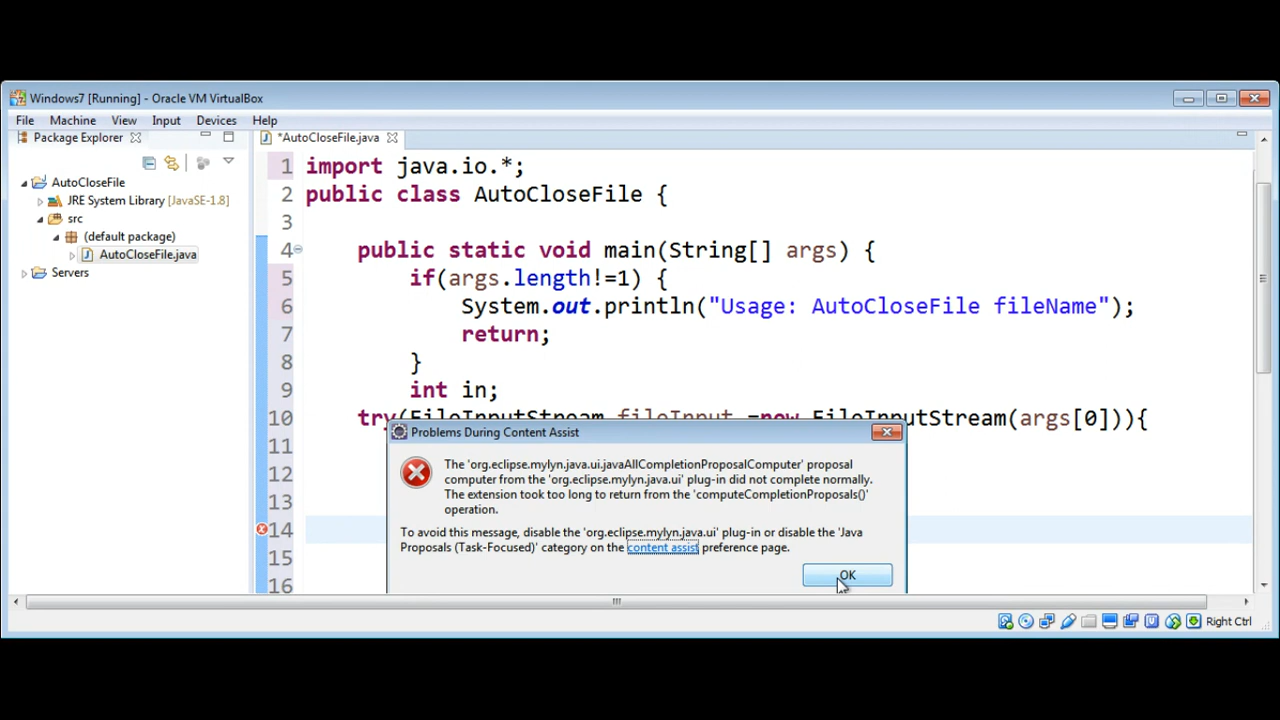 Windows7 [Running] - Oracle VM VirtualBox
File Machine View Input Devices Help
Package Explorer
*AutoCloseFile.java
AutoCloseFile
JRE System Library [JavaSE-1.8]
src
(default package)
AutoCloseFile.java
Servers
1 import java.io.*;
2 public class AutoCloseFile {
3
4 public static void main(String[] args) {
5 if(args.length!=1) {
6 System.out.println("Usage: AutoCloseFile fileName");
7 return;
8 }
9 int in;
10 try(FileInputStream fileInput =new FileInputStream(args[0])){
11
12
13
14
15
16
Problems During Content Assist
The 'org.eclipse.mylyn.java.ui.javaAllCompletionProposalComputer' proposal
computer from the 'org.eclipse.mylyn.java.ui' plug-in did not complete normally.
The extension took too long to return from the 'computeCompletionProposals()'
operation.
To avoid this message, disable the 'org.eclipse.mylyn.java.ui' plug-in or disable the 'Java
Proposals (Task-Focused)' category on the content assist preference page.
OK
Right Ctrl